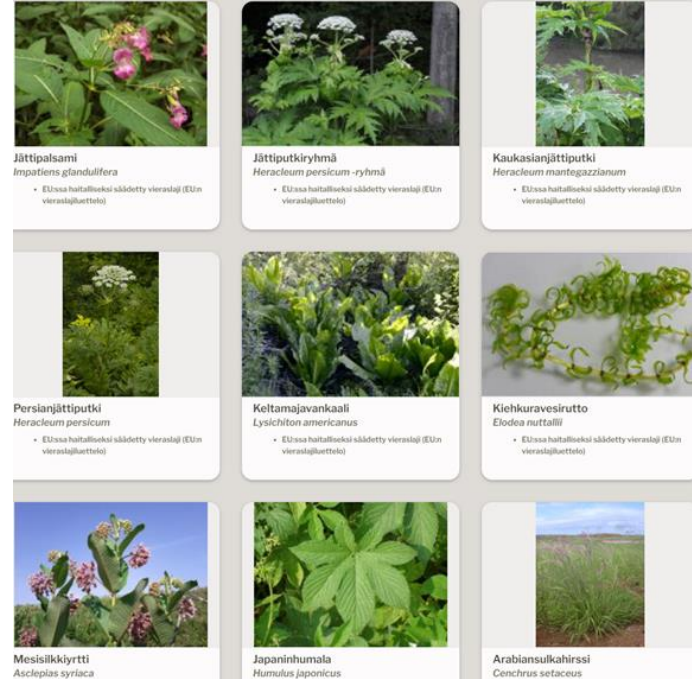 Jättipalsami
Impatiens glandulifera
• EU:ssa haitalliseksi säädetty vieraslaji (EU:n
vieraslajiluettelo)
Jättiputkiryhmä
Heracleum persicum -ryhmä
• EU:ssa haitalliseksi säädetty vieraslaji (EU:n
vieraslajiluettelo)
Kaukasianjättiputki
Heracleum mantegazzianum
• EU:ssa haitalliseksi säädetty vieraslaji (EU:n
vieraslajiluettelo)
Persianjättiputki
Heracleum persicum
• EU:ssa haitalliseksi säädetty vieraslaji (EU:n
vieraslajiluettelo)
Keltamajavankaali
Lysichiton americanus
• EU:ssa haitalliseksi säädetty vieraslaji (EU:n
vieraslajiluettelo)
Kiehkuravesirutto
Elodea nuttallii
• EU:ssa haitalliseksi säädetty vieraslaji (EU:n
vieraslajiluettelo)
Mesisilkkiyrtti
Asclepias syriaca
Japaninhumala
Humulus japonicus
Arabiansulkahirssi
Cenchrus setaceus